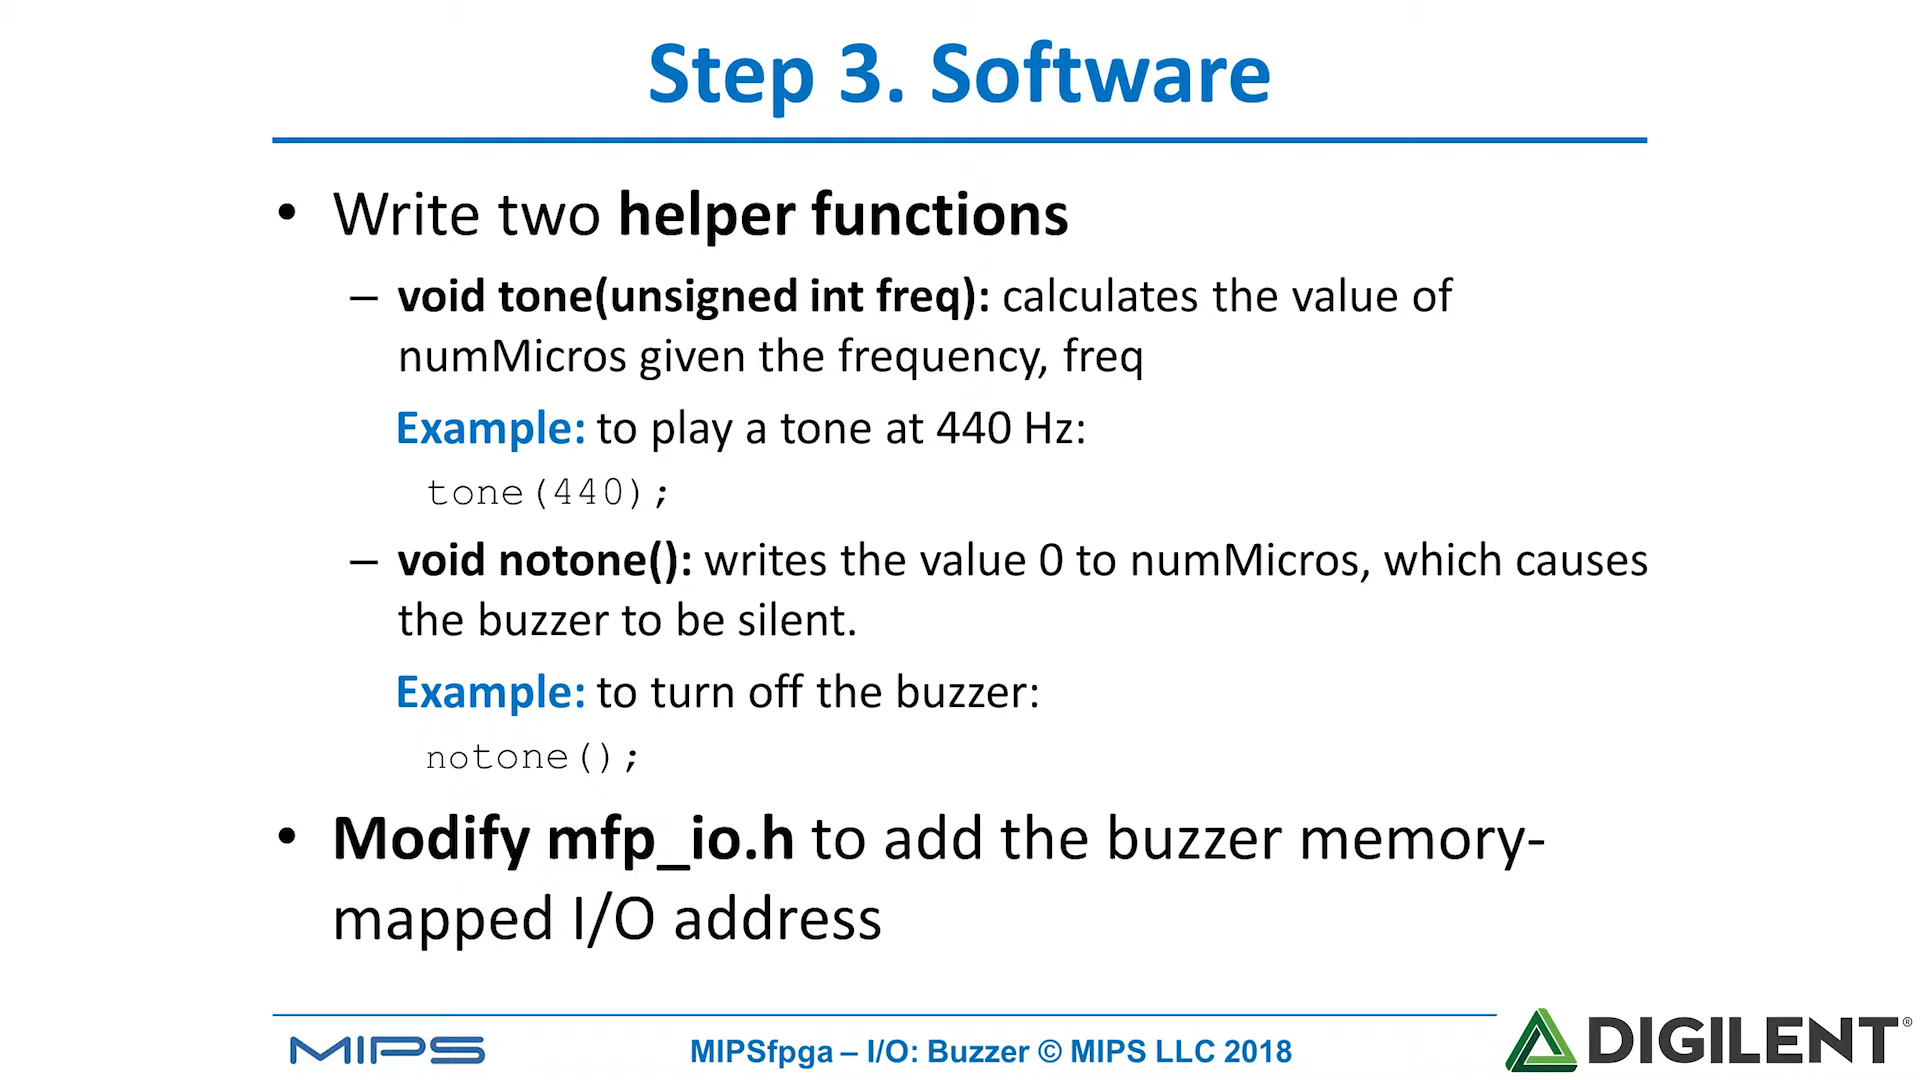 Step 3. Software
• Write two helper functions
– void tone(unsigned int freq): calculates the value of
numMicros given the frequency, freq
Example: to play a tone at 440 Hz:
tone(440);
– void notone(): writes the value 0 to numMicros, which causes
the buzzer to be silent.
Example: to turn off the buzzer:
notone();
• Modify mfp_io.h to add the buzzer memory-
mapped I/O address
MIPS
MIPSfpga – I/O: Buzzer © MIPS LLC 2018
DIGILENT®